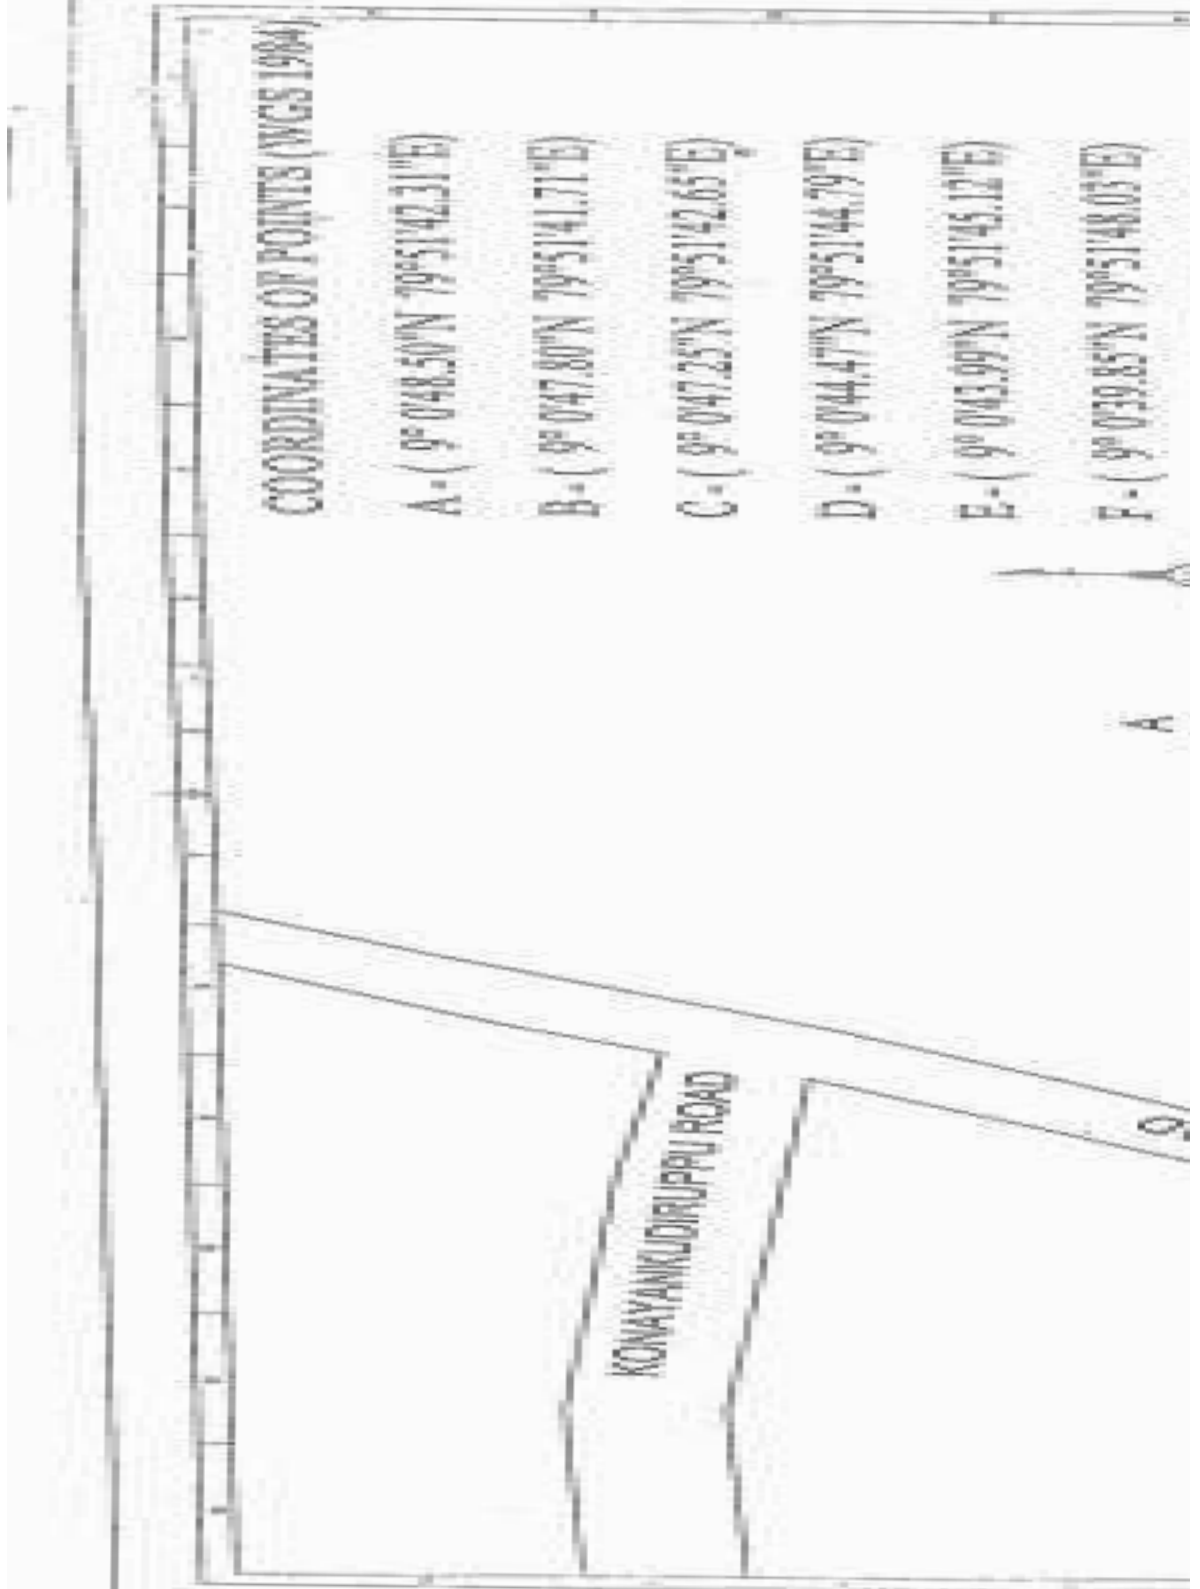 COORDINATES OF POINTS (WGS 1984)
A - ( 9° 0'48.50"N 79°51'42.31"E)
B - ( 9° 0'47.80"N 79°51'41.71"E)
C - ( 9° 0'47.25"N 79°51'42.65"E)
D - ( 9° 0'44.47"N 79°51'44.79"E)
E - ( 9° 0'43.99"N 79°51'45.12"E)
F - ( 9° 0'39.85"N 79°51'48.05"E)
A
KONAYANKUDIRUPPU ROAD